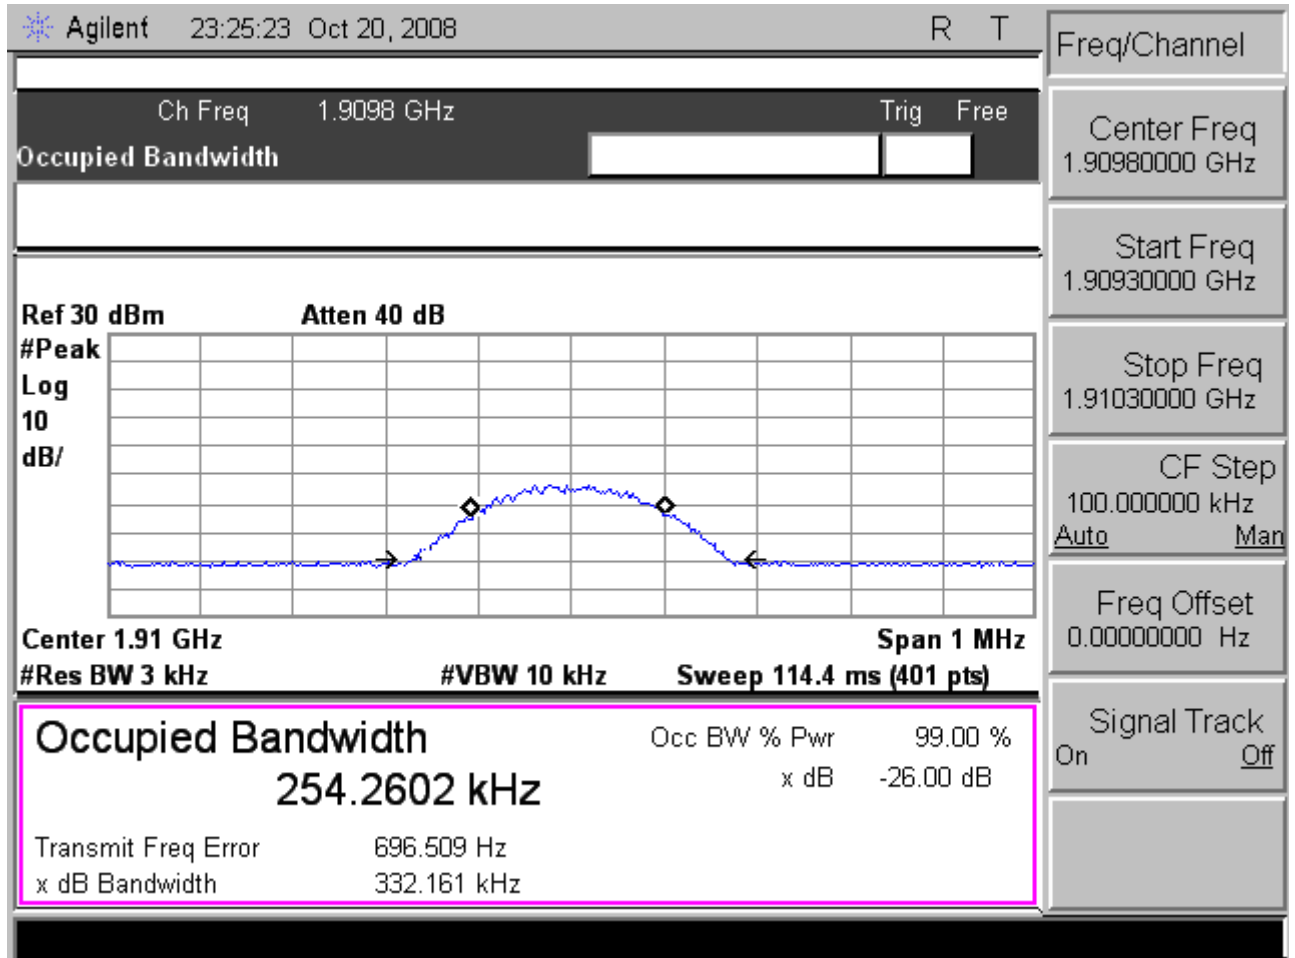 Agilent 23:25:23 Oct 20, 2008 R T
Freq/Channel
Ch Freq 1.9098 GHz Trig Free
Occupied Bandwidth
Center Freq
1.90980000 GHz
Start Freq
1.90930000 GHz
Stop Freq
1.91030000 GHz
CF Step
100.000000 kHz
Auto Man
Freq Offset
0.00000000 Hz
Signal Track
On Off
Ref 30 dBm Atten 40 dB
#Peak
Log
10
dB/
Center 1.91 GHz Span 1 MHz
#Res BW 3 kHz #VBW 10 kHz Sweep 114.4 ms (401 pts)
Occupied Bandwidth
254.2602 kHz
Occ BW % Pwr 99.00 %
x dB -26.00 dB
Transmit Freq Error 696.509 Hz
x dB Bandwidth 332.161 kHz